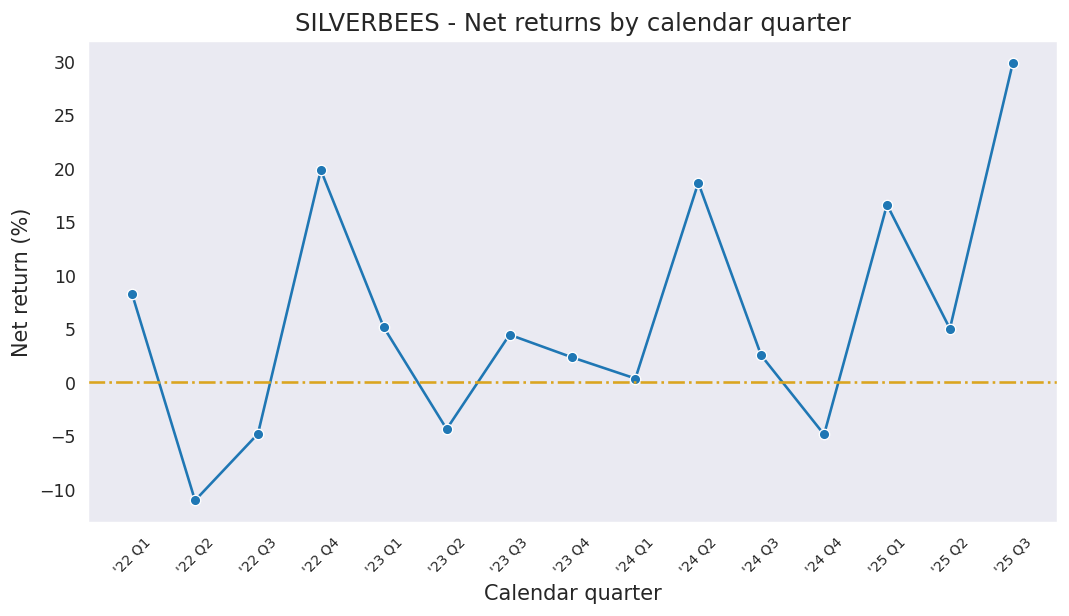 SILVERBEES - Net returns by calendar quarter
Net return (%)
30
25
20
15
10
5
0
−5
−10
'22 Q1
'22 Q2
'22 Q3
'22 Q4
'23 Q1
'23 Q2
'23 Q3
'23 Q4
'24 Q1
'24 Q2
'24 Q3
'24 Q4
'25 Q1
'25 Q2
'25 Q3
Calendar quarter